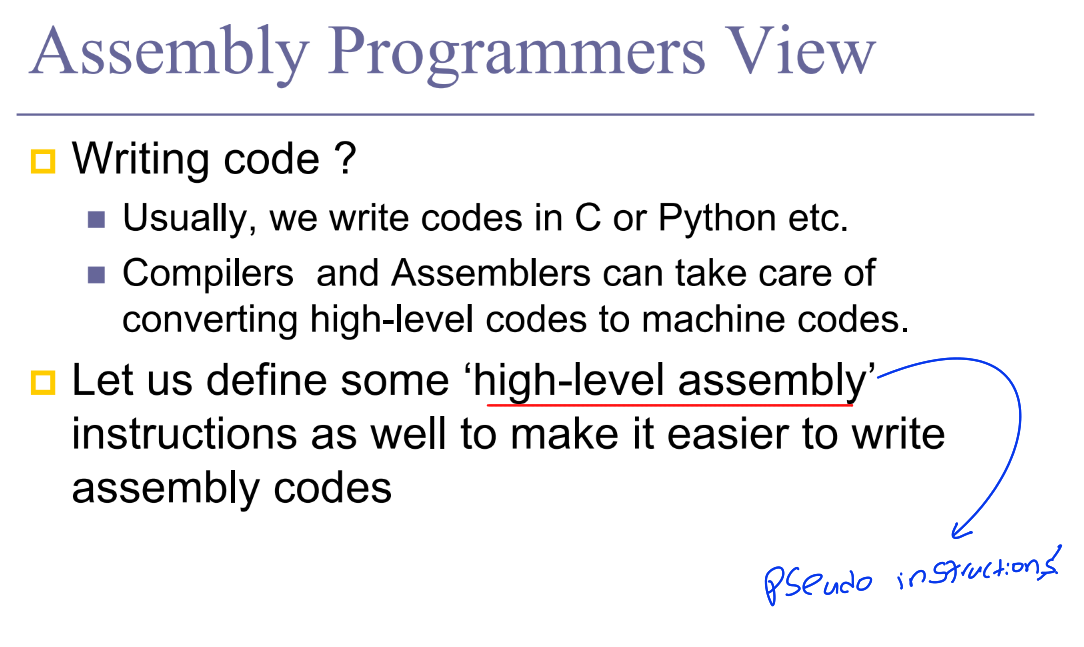 Assembly Programmers View
Writing code ?
Usually, we write codes in C or Python etc.
Compilers and Assemblers can take care of
converting high-level codes to machine codes.
Let us define some ‘high-level assembly’
instructions as well to make it easier to write
assembly codes
pseudo instructions